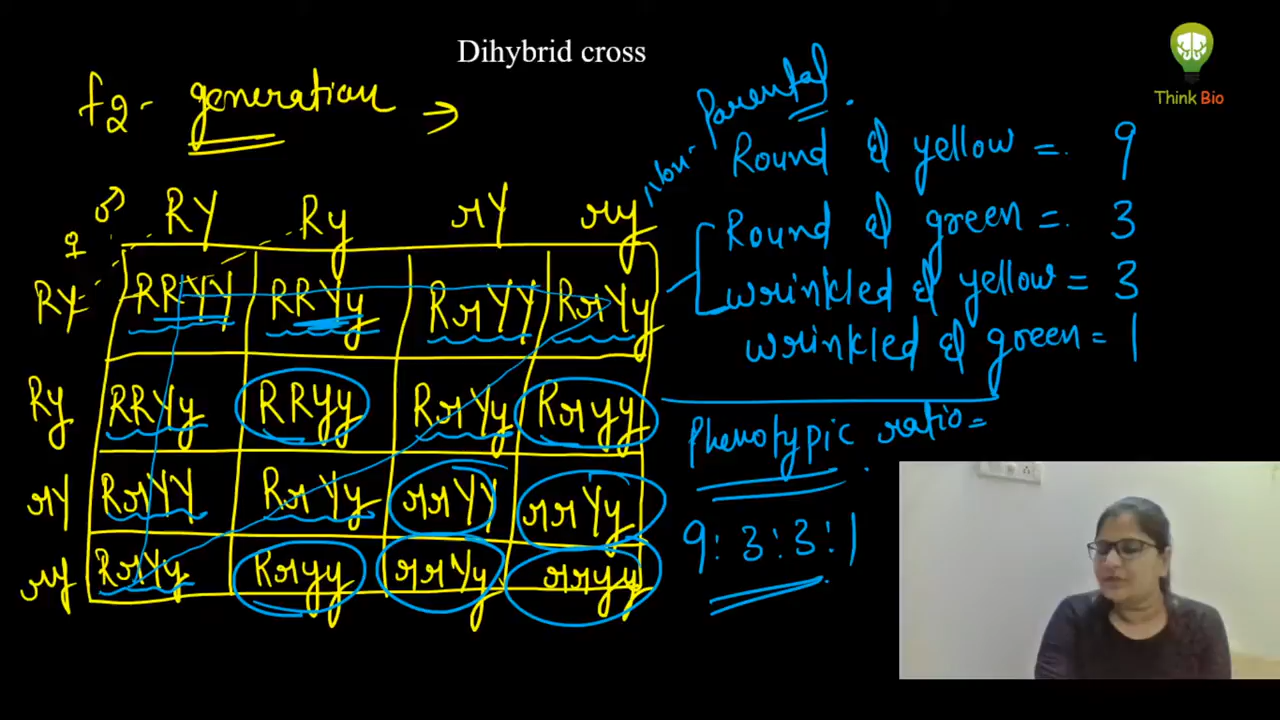 Dihybrid cross
Think Bio
f2- generation →
Parental
Non-
Round & yellow = 9
Round & green = 3
wrinkled & yellow = 3
wrinkled & green = 1
♂ RY Ry rY ry
♀
RY RRYY RRYy RrYY RrYy
Ry RRYy RRyy RrYy Rryy
rY RrYY RrYy rrYY rrYy
ry RrYy Rryy rrYy rryy
Phenotypic ratio =
9:3:3:1